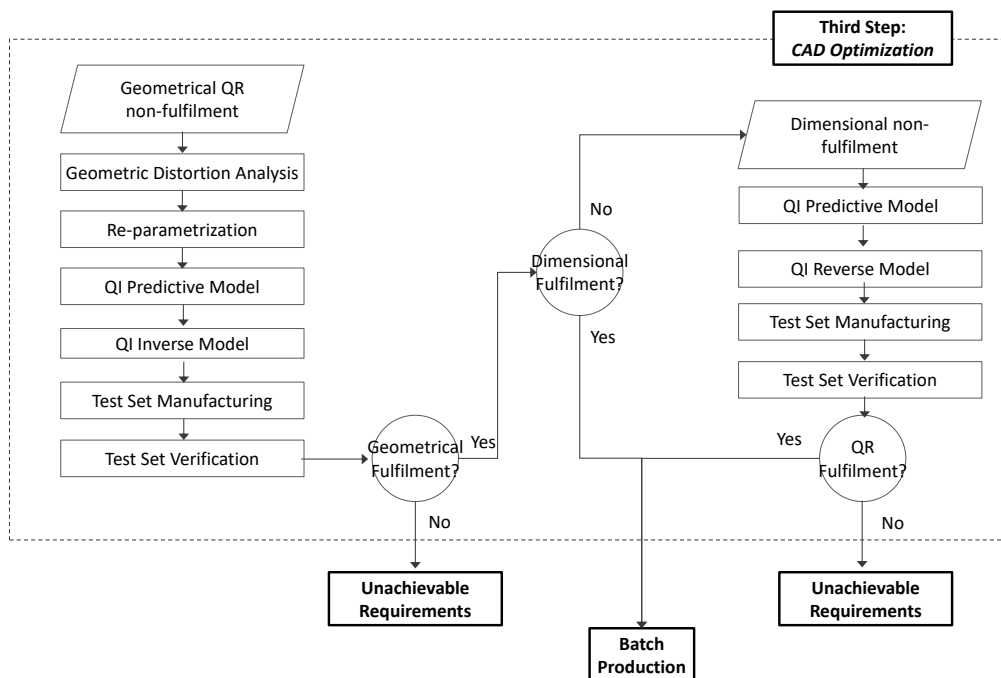 Third Step:
CAD Optimization
Geometrical QR
non-fulfilment
Geometric Distortion Analysis
Re-parametrization
QI Predictive Model
QI Inverse Model
Test Set Manufacturing
Test Set Verification
Geometrical
Fulfilment?
Yes
No
Unachievable
Requirements
Dimensional
Fulfilment?
No
Yes
Dimensional non-
fulfilment
QI Predictive Model
QI Reverse Model
Test Set Manufacturing
Test Set Verification
QR
Fulfilment?
Yes
No
Unachievable
Requirements
Batch
Production